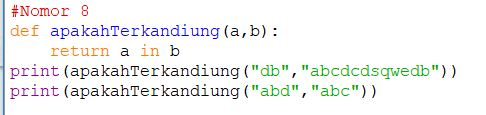 #Nomor 8
def apakahTerkandiung(a,b):
    return a in b
print(apakahTerkandiung("db","abcdcdsqwedb"))
print(apakahTerkandiung("abd","abc"))